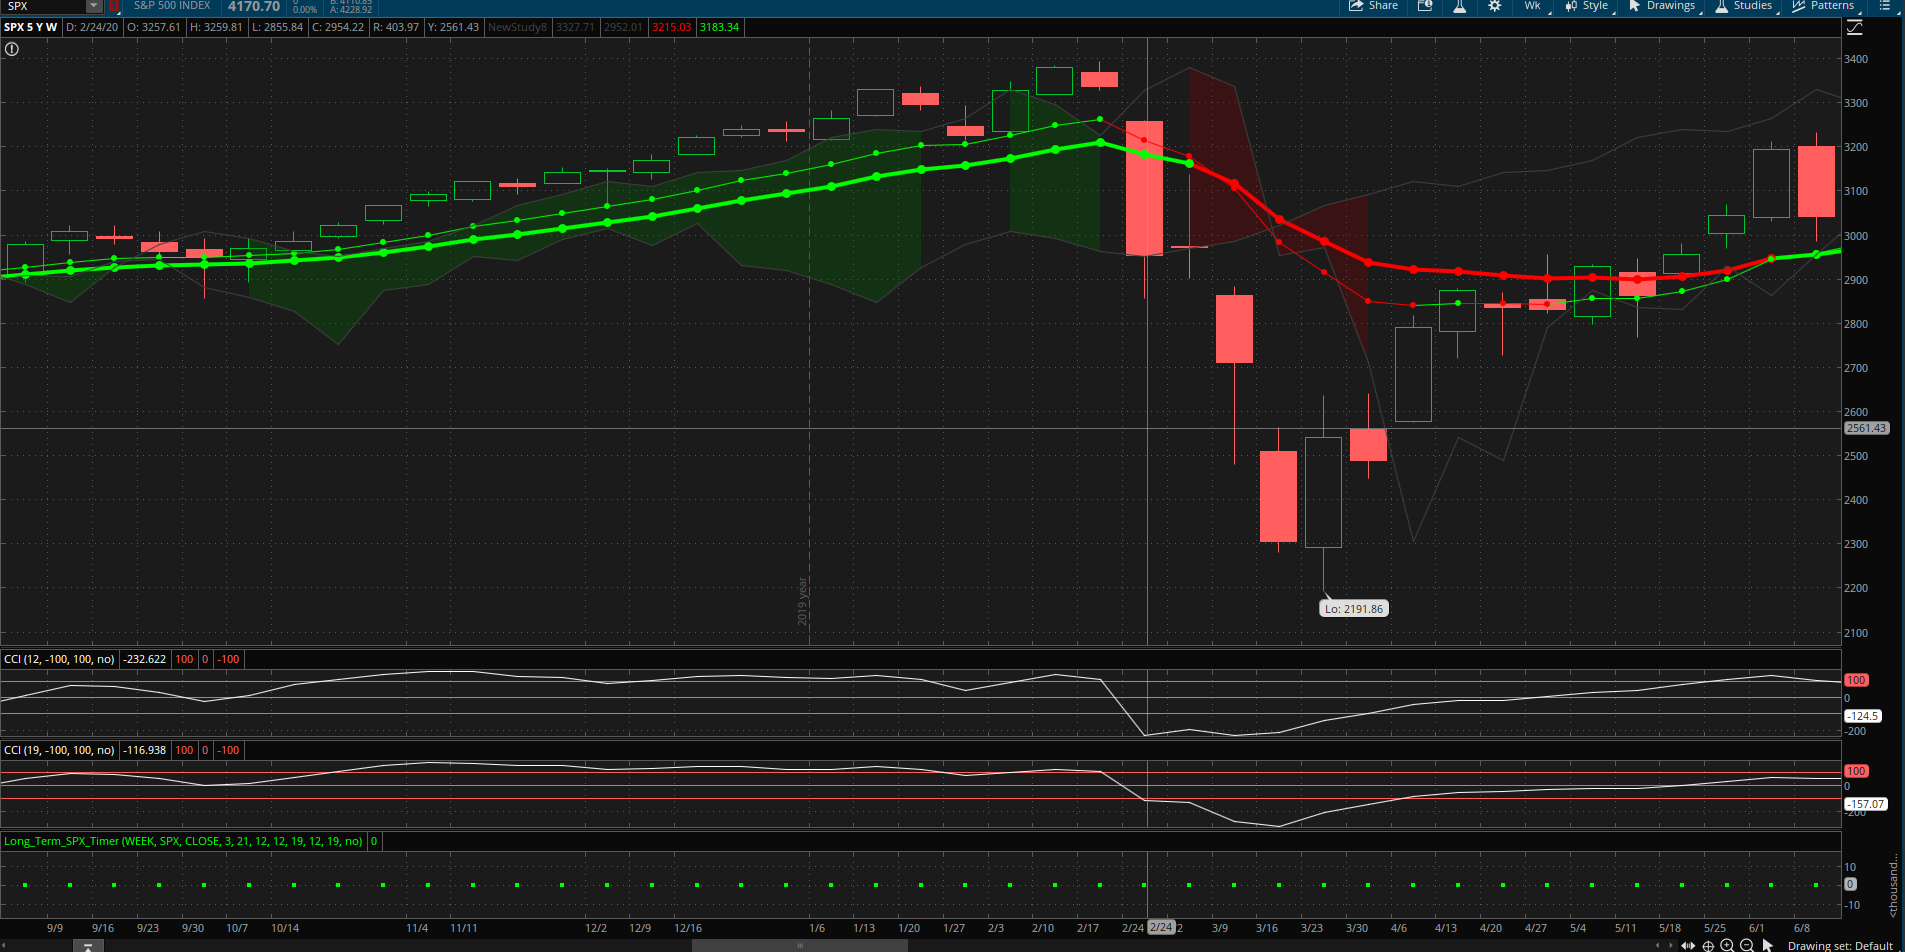 SPX S&P 500 INDEX 4170.70 0 0.00% B: 4110.85 A: 4228.92 Share Wk Style Drawings Studies Patterns
SPX 5 Y W D: 2/24/20 O: 3257.61 H: 3259.81 L: 2855.84 C: 2954.22 R: 403.97 Y: 2561.43 NewStudy8 3327.71 2952.01 3215.03 3183.34
3400
3300
3200
3100
3000
2900
2800
2700
2600
2561.43
2500
2400
2300
2200
2100
2019 year
Lo: 2191.86
CCI (12, -100, 100, no) -232.622 100 0 -100
100
0
-124.5
-200
CCI (19, -100, 100, no) -116.938 100 0 -100
100
0
-157.07
-200
Long_Term_SPX_Timer (WEEK, SPX, CLOSE, 3, 21, 12, 12, 19, 12, 19, no) 0
10
0
-10
<thousand...
9/9 9/16 9/23 9/30 10/7 10/14 11/4 11/11 12/2 12/9 12/16 1/6 1/13 1/20 1/27 2/3 2/10 2/17 2/24 2/24 /2 3/9 3/16 3/23 3/30 4/6 4/13 4/20 4/27 5/4 5/11 5/18 5/25 6/1 6/8
Drawing set: Default